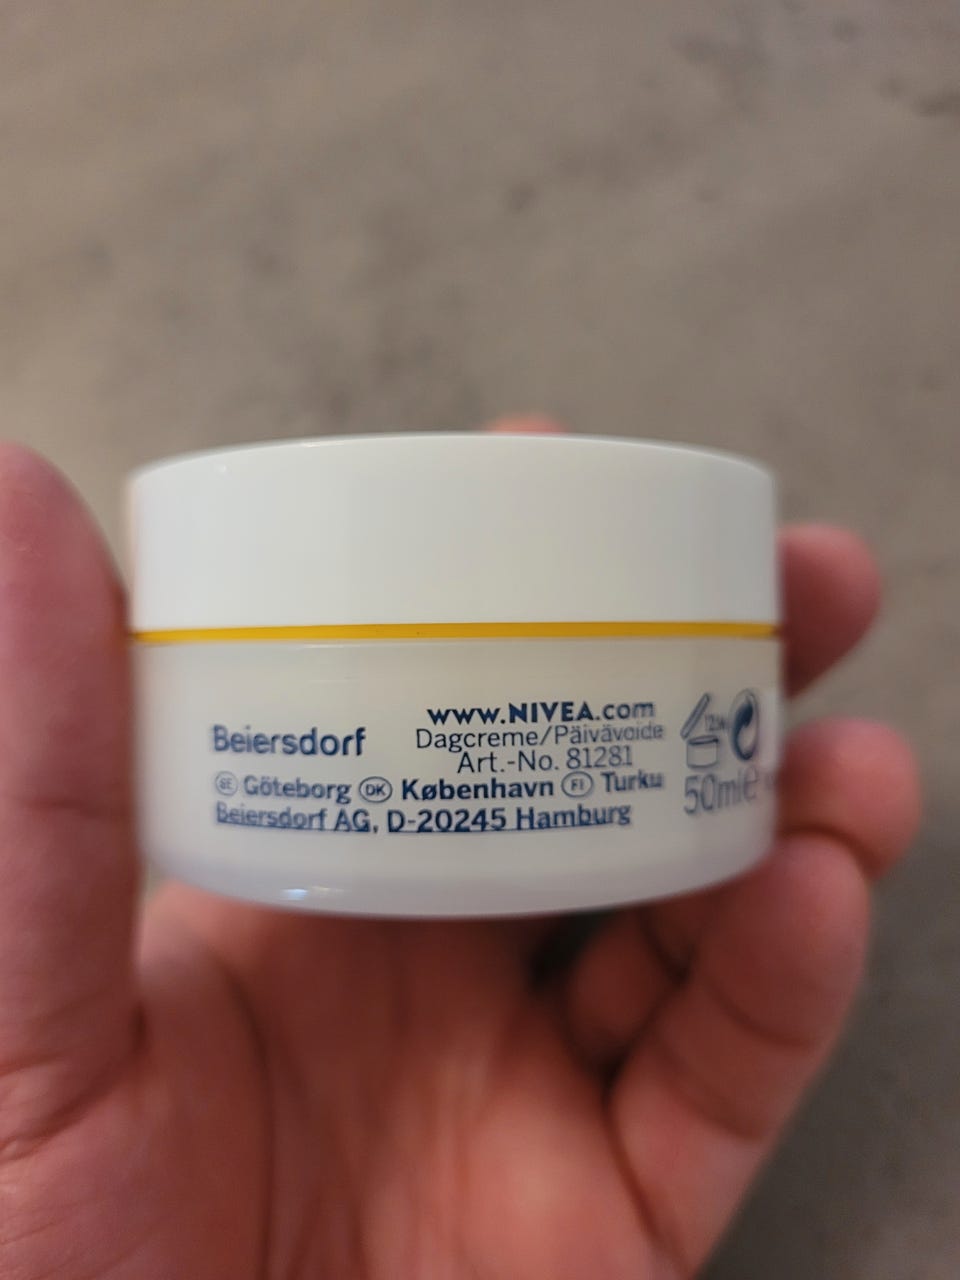 www.NIVEA.com
Beiersdorf
Dagcreme/Päivävoide
Art.-No. 81281
SE Göteborg DK København FI Turku
Beiersdorf AG, D-20245 Hamburg
12M
50ml e